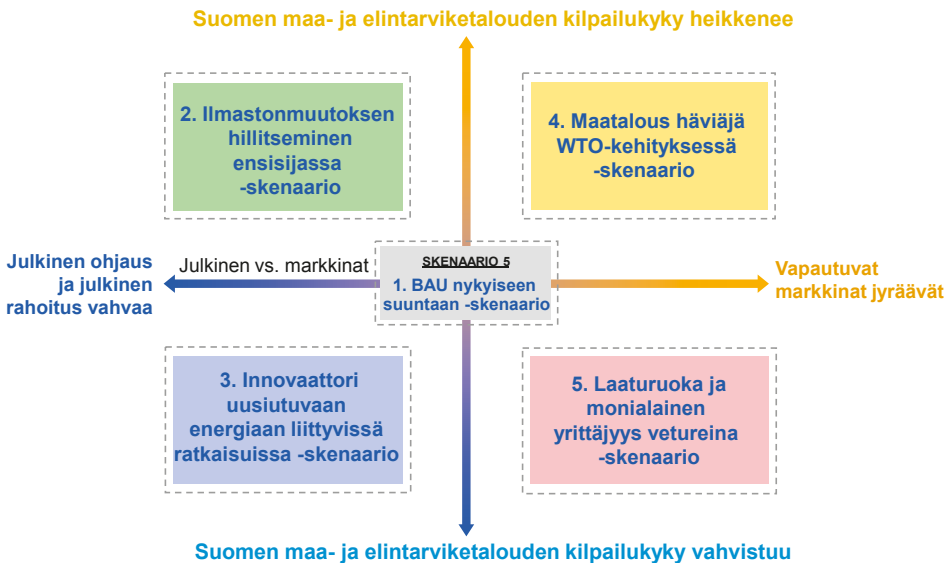 Suomen maa- ja elintarviketalouden kilpailukyky heikkenee
2. Ilmastonmuutoksen
hillitseminen
ensisijassa
-skenaario
4. Maatalous häviäjä
WTO-kehityksessä
-skenaario
Julkinen ohjaus
ja julkinen
rahoitus vahvaa
Julkinen vs. markkinat
SKENAARIO 5
1. BAU nykyiseen
suuntaan -skenaario
Vapautuvat
markkinat jyräävät
3. Innovaattori
uusiutuvaan
energiaan liittyvissä
ratkaisuissa -skenaario
5. Laaturuoka ja
monialainen
yrittäjyys vetureina
-skenaario
Suomen maa- ja elintarviketalouden kilpailukyky vahvistuu